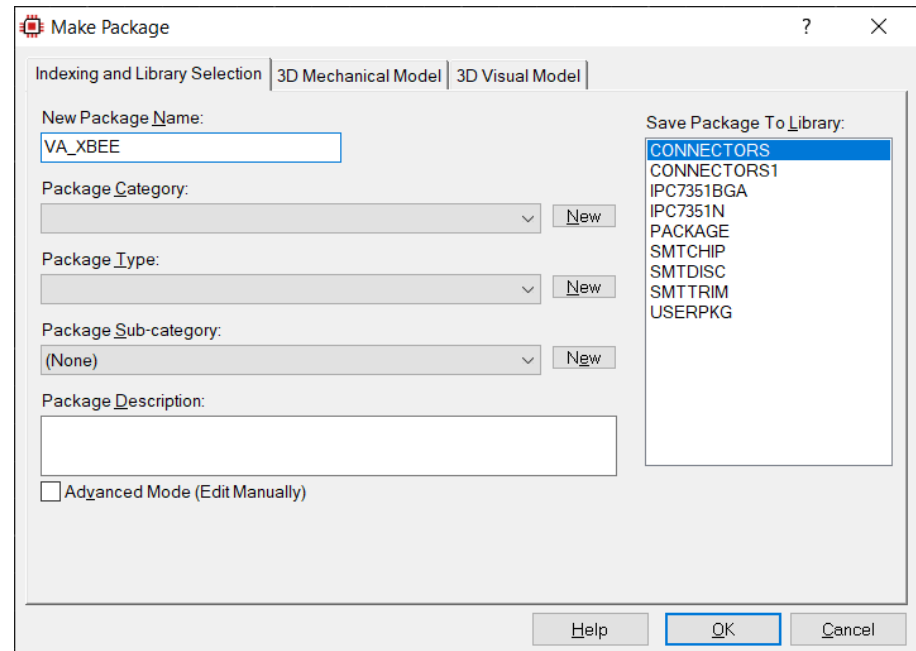 Make Package
?
Indexing and Library Selection
3D Mechanical Model
3D Visual Model
New Package Name:
VA_XBEE
Package Category:
New
Package Type:
New
Package Sub-category:
(None)
New
Package Description:
Advanced Mode (Edit Manually)
Save Package To Library:
CONNECTORS
CONNECTORS1
IPC7351BGA
IPC7351N
PACKAGE
SMTCHIP
SMTDISC
SMTTRIM
USERPKG
Help
OK
Cancel